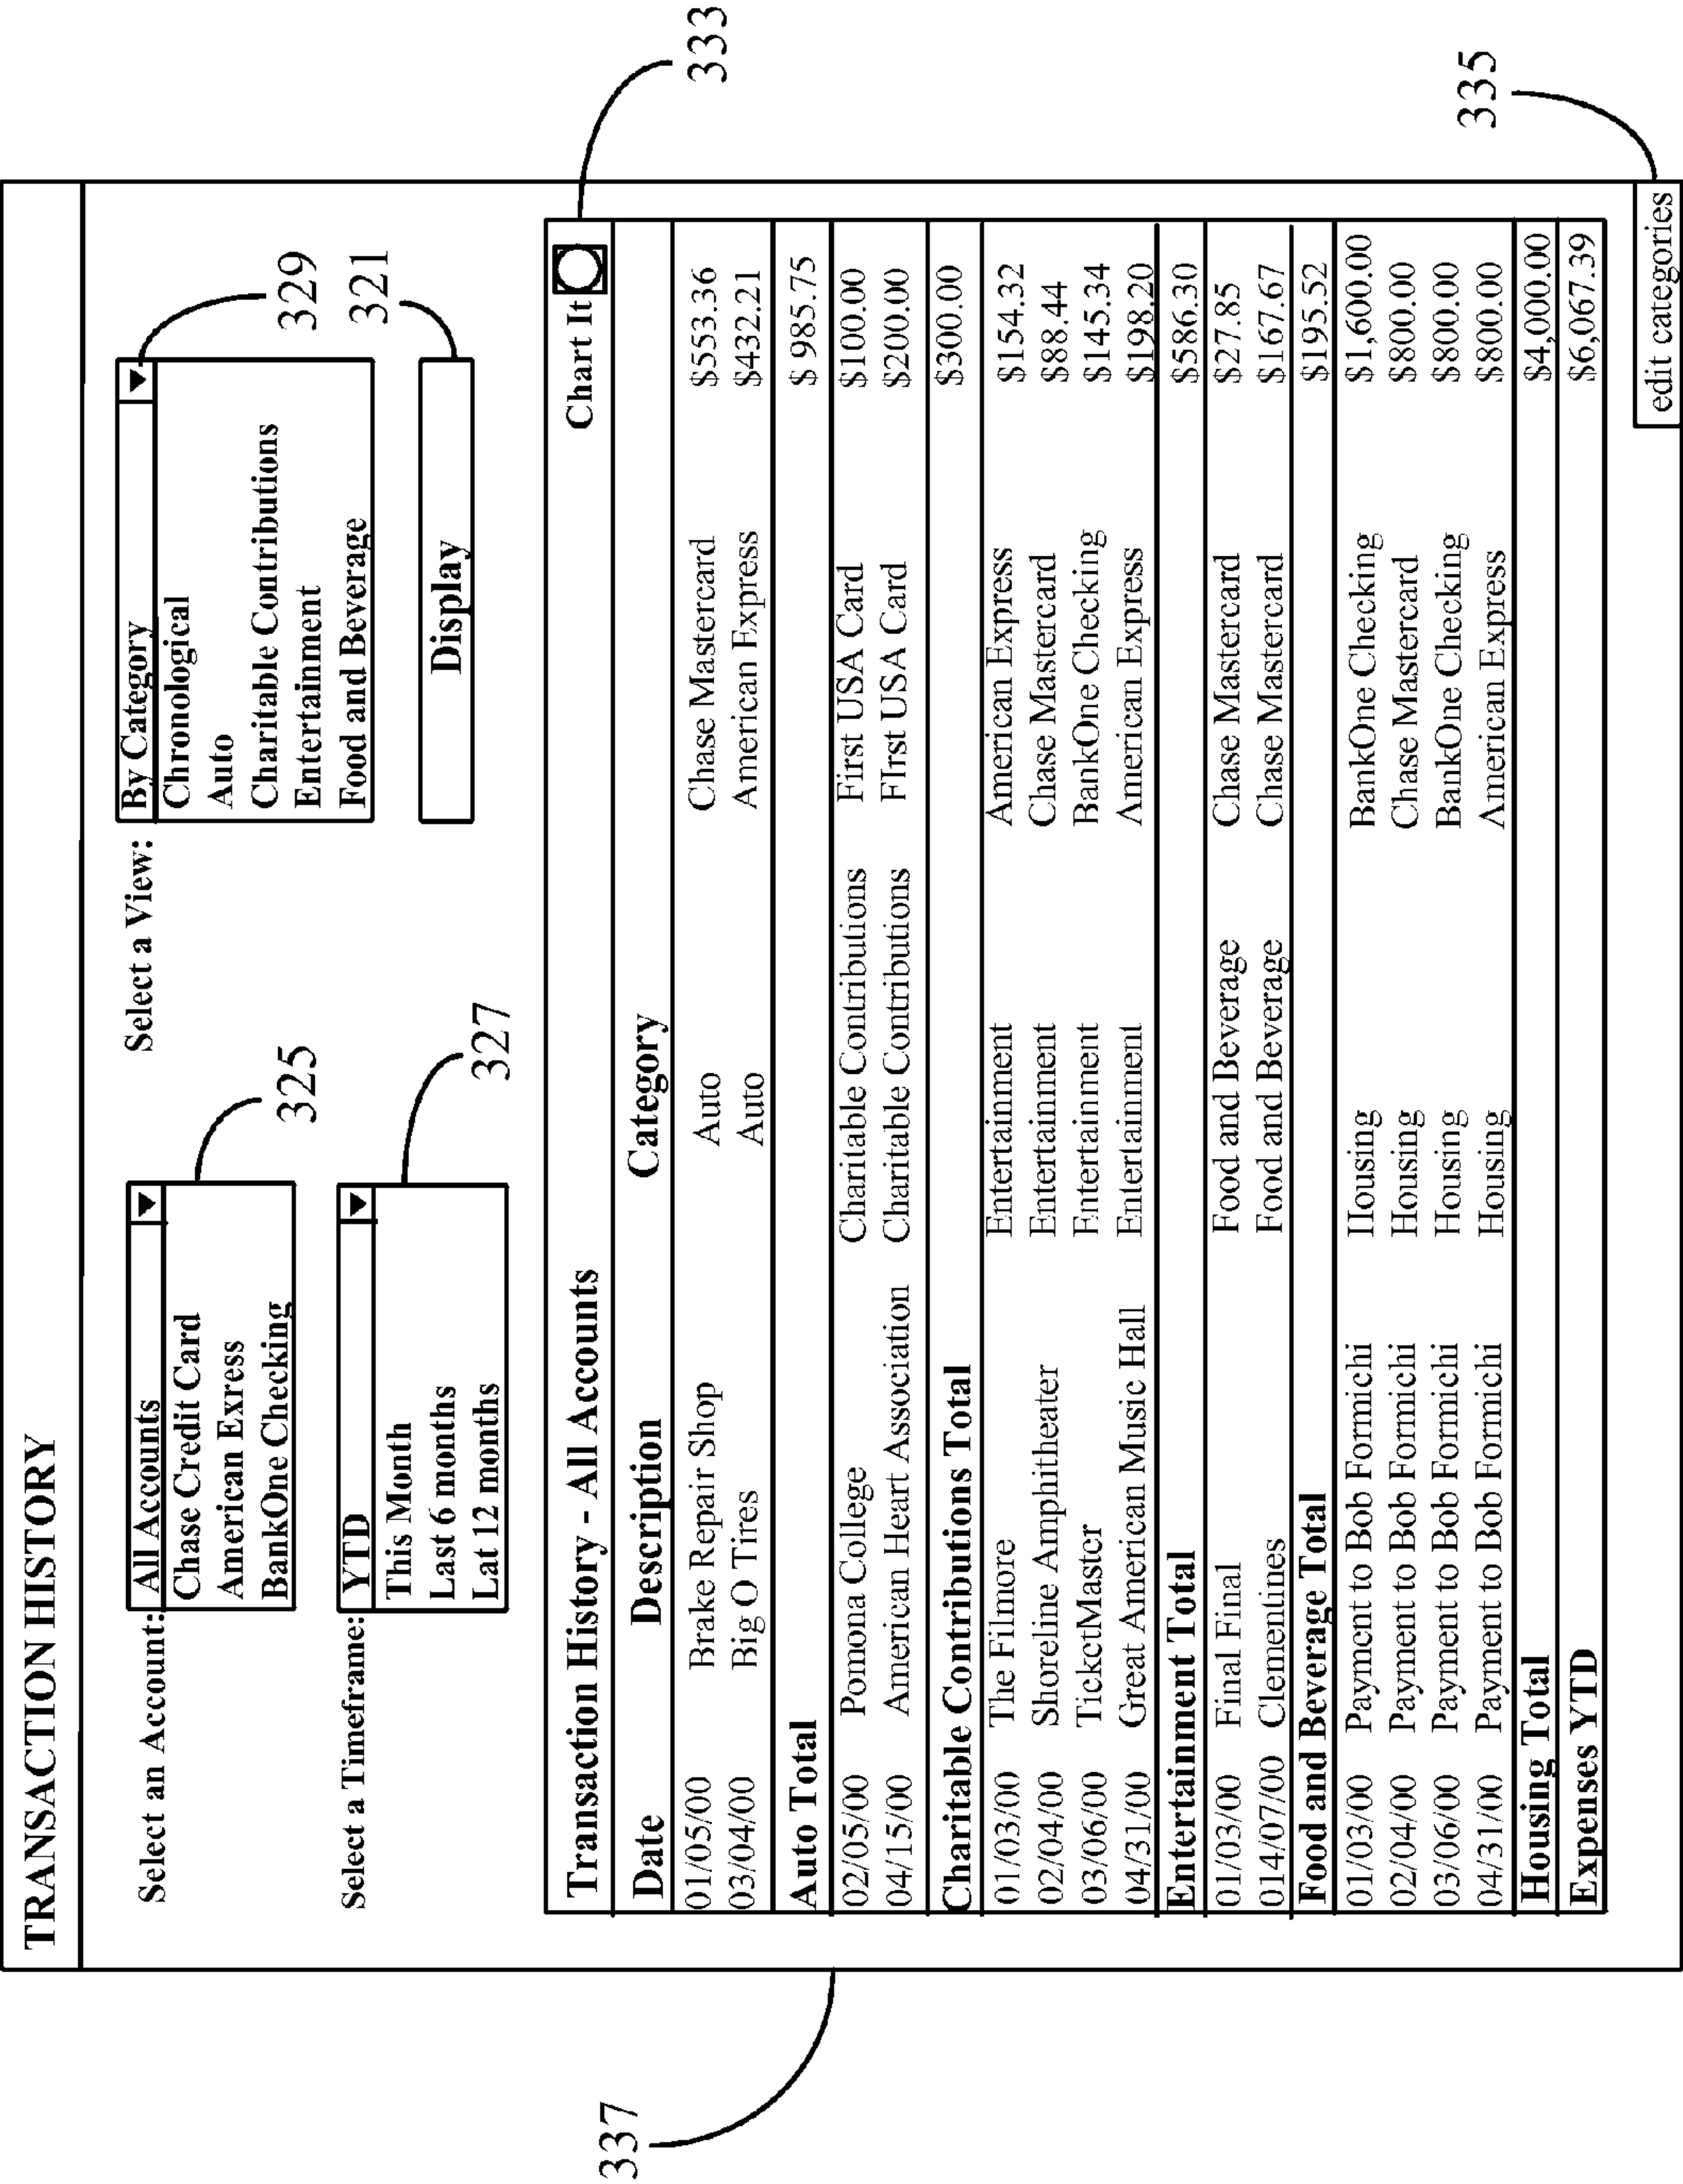 TRANSACTION HISTORY
Select an Account: All Accounts
Chase Credit Card
American Exress
BankOne Checking
325
Select a View: By Category
Chronological
Auto
Charitable Contributions
Entertainment
Food and Beverage
329
Select a Timeframe: YTD
This Month
Last 6 months
Lat 12 months
327
Display
321
Transaction History - All Accounts Chart It
333
Date Description Category
01/05/00 Brake Repair Shop Auto Chase Mastercard $553.36
03/04/00 Big O Tires Auto American Express $432.21
Auto Total $ 985.75
02/05/00 Pomona College Charitable Contributions First USA Card $100.00
04/15/00 American Heart Association Charitable Contributions FIrst USA Card $200.00
Charitable Contributions Total $300.00
01/03/00 The Filmore Entertainment American Express $154.32
02/04/00 Shoreline Amphitheater Entertainment Chase Mastercard $88.44
03/06/00 TicketMaster Entertainment BankOne Checking $145.34
04/31/00 Great American Music Hall Entertainment American Express $198.20
Entertainment Total $586.30
01/03/00 Final Final Food and Beverage Chase Mastercard $27.85
014/07/00 Clementines Food and Beverage Chase Mastercard $167.67
Food and Beverage Total $195.52
01/03/00 Payment to Bob Formichi Housing BankOne Checking $1,600.00
02/04/00 Payment to Bob Formichi Housing Chase Mastercard $800.00
03/06/00 Payment to Bob Formichi Housing BankOne Checking $800.00
04/31/00 Payment to Bob Formichi Housing American Express $800.00
Housing Total $4,000.00
Expenses YTD $6,067.39
edit categories
335
337